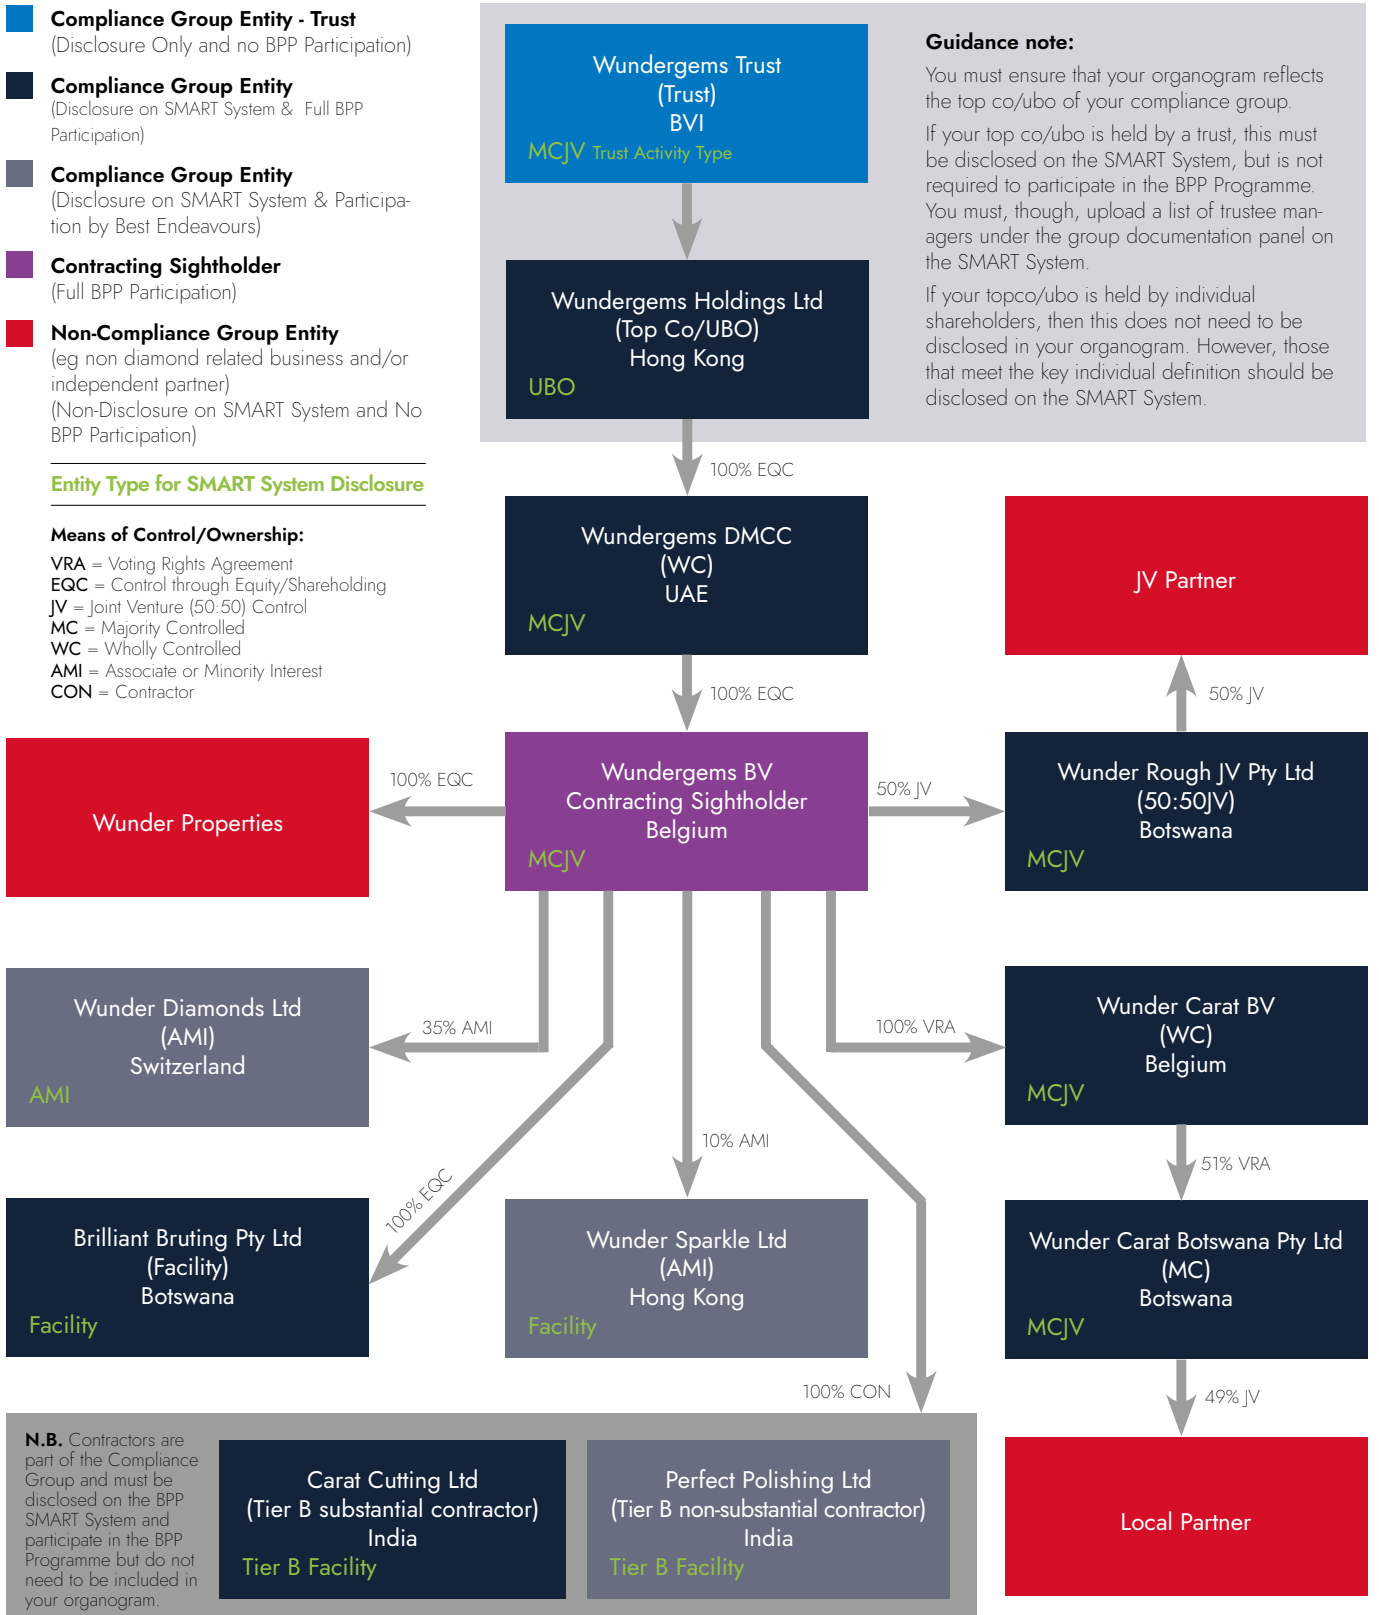 Compliance Group Entity - Trust
(Disclosure Only and no BPP Participation)
Compliance Group Entity
(Disclosure on SMART System & Full BPP
Participation)
Compliance Group Entity
(Disclosure on SMART System & Participa-
tion by Best Endeavours)
Contracting Sightholder
(Full BPP Participation)
Non-Compliance Group Entity
(eg non diamond related business and/or
independent partner)
(Non-Disclosure on SMART System and No
BPP Participation)
Entity Type for SMART System Disclosure
Means of Control/Ownership:
VRA = Voting Rights Agreement
EQC = Control through Equity/Shareholding
JV = Joint Venture (50:50) Control
MC = Majority Controlled
WC = Wholly Controlled
AMI = Associate or Minority Interest
CON = Contractor
Wundergems Trust
(Trust)
BVI
MCJV Trust Activity Type
Guidance note:
You must ensure that your organogram reflects
the top co/ubo of your compliance group.
If your top co/ubo is held by a trust, this must
be disclosed on the SMART System, but is not
required to participate in the BPP Programme.
You must, though, upload a list of trustee man-
agers under the group documentation panel on
the SMART System.
If your topco/ubo is held by individual
shareholders, then this does not need to be
disclosed in your organogram. However, those
that meet the key individual definition should be
disclosed on the SMART System.
Wundergems Holdings Ltd
(Top Co/UBO)
Hong Kong
UBO
100% EQC
Wundergems DMCC
(WC)
UAE
MCJV
JV Partner
100% EQC
50% JV
Wunder Properties
100% EQC
Wundergems BV
Contracting Sightholder
Belgium
MCJV
50% JV
Wunder Rough JV Pty Ltd
(50:50JV)
Botswana
MCJV
Wunder Diamonds Ltd
(AMI)
Switzerland
AMI
35% AMI
100% VRA
Wunder Carat BV
(WC)
Belgium
MCJV
10% AMI
51% VRA
100% EQC
Brilliant Bruting Pty Ltd
(Facility)
Botswana
Facility
Wunder Sparkle Ltd
(AMI)
Hong Kong
Facility
Wunder Carat Botswana Pty Ltd
(MC)
Botswana
MCJV
100% CON
49% JV
N.B. Contractors are
part of the Compliance
Group and must be
disclosed on the BPP
SMART System and
participate in the BPP
Programme but do not
need to be included in
your organogram.
Carat Cutting Ltd
(Tier B substantial contractor)
India
Tier B Facility
Perfect Polishing Ltd
(Tier B non-substantial contractor)
India
Tier B Facility
Local Partner